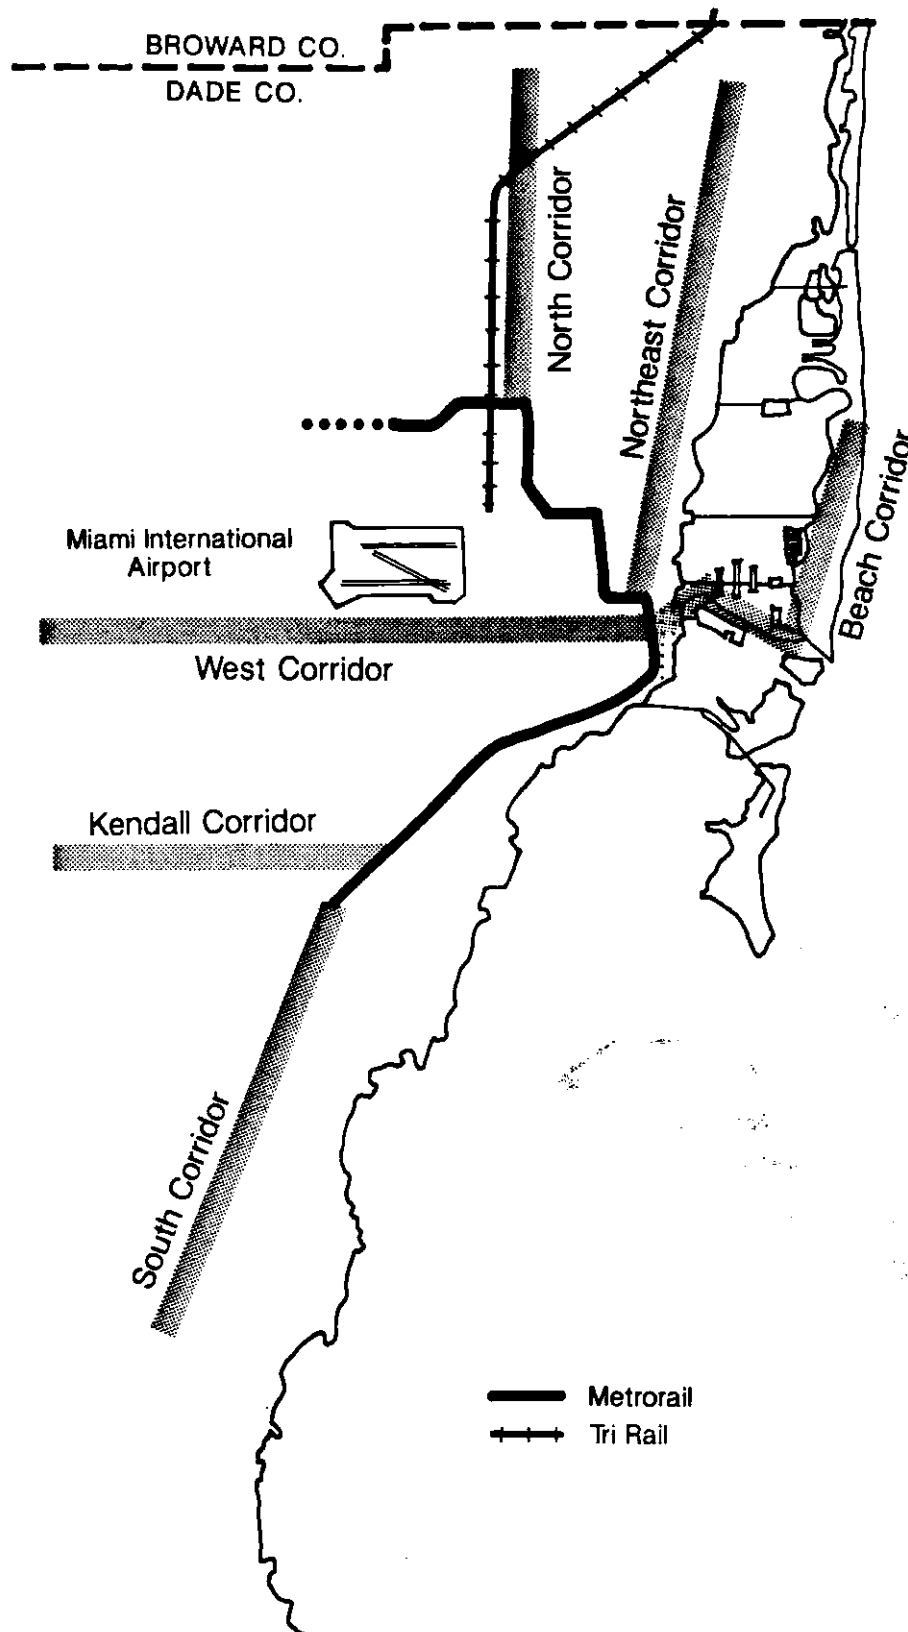 BROWARD CO.
DADE CO.
North Corridor
Northeast Corridor
Miami International
Airport
Beach Corridor
West Corridor
Kendall Corridor
South Corridor
Metrorail
Tri Rail